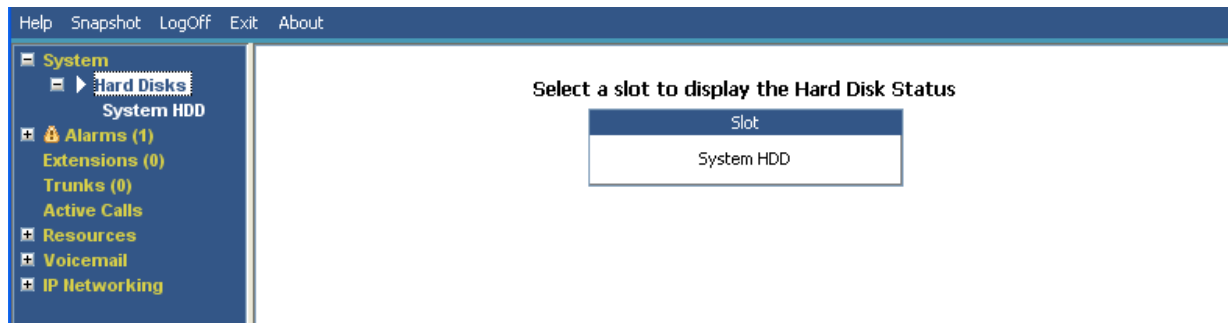 Help Snapshot LogOff Exit About
System
Hard Disks
System HDD
Alarms (1)
Extensions (0)
Trunks (0)
Active Calls
Resources
Voicemail
IP Networking
Select a slot to display the Hard Disk Status
Slot
System HDD